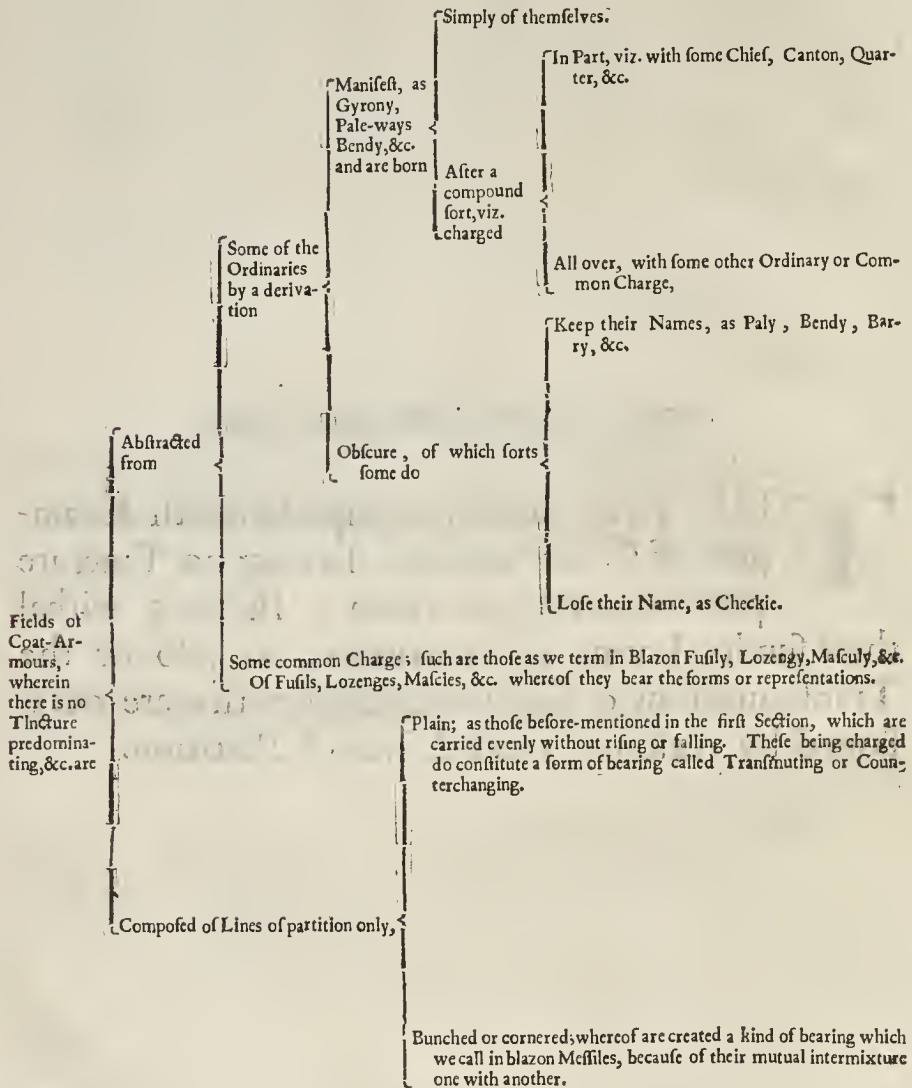 Simply of themſelves.
In Part, viz. with ſome Chief, Canton, Quar-
ter, &c.
Manifeſt, as
Gyrony,
Pale-ways
Bendy, &c.
and are born
After a
compound
ſort, viz.
charged
All over, with ſome other Ordinary or Com-
mon Charge,
Some of the
Ordinaries
by a deriva-
tion
Keep their Names, as Paly, Bendy, Bar-
ry, &c.
Obſcure, of which ſorts
ſome do
Loſe their Name, as Checkie.
Abſtracted
from
Some common Charge; ſuch are thoſe as we term in Blazon Fuſily, Lozengy, Maſculy, &c.
Of Fuſils, Lozenges, Maſcles, &c. whereof they bear the forms or repreſentations.
Fields of
Coat-Ar-
mours,
wherein
there is no
Tincture
predomina-
ting, &c. are
Plain; as thoſe before-mentioned in the firſt Section, which are
carried evenly without riſing or falling. Theſe being charged
do conſtitute a form of bearing called Tranſmuting or Coun-
terchanging.
Compoſed of Lines of partition only,
Bunched or cornered; whereof are created a kind of bearing which
we call in blazon Meſſiles, becauſe of their mutual intermixture
one with another.